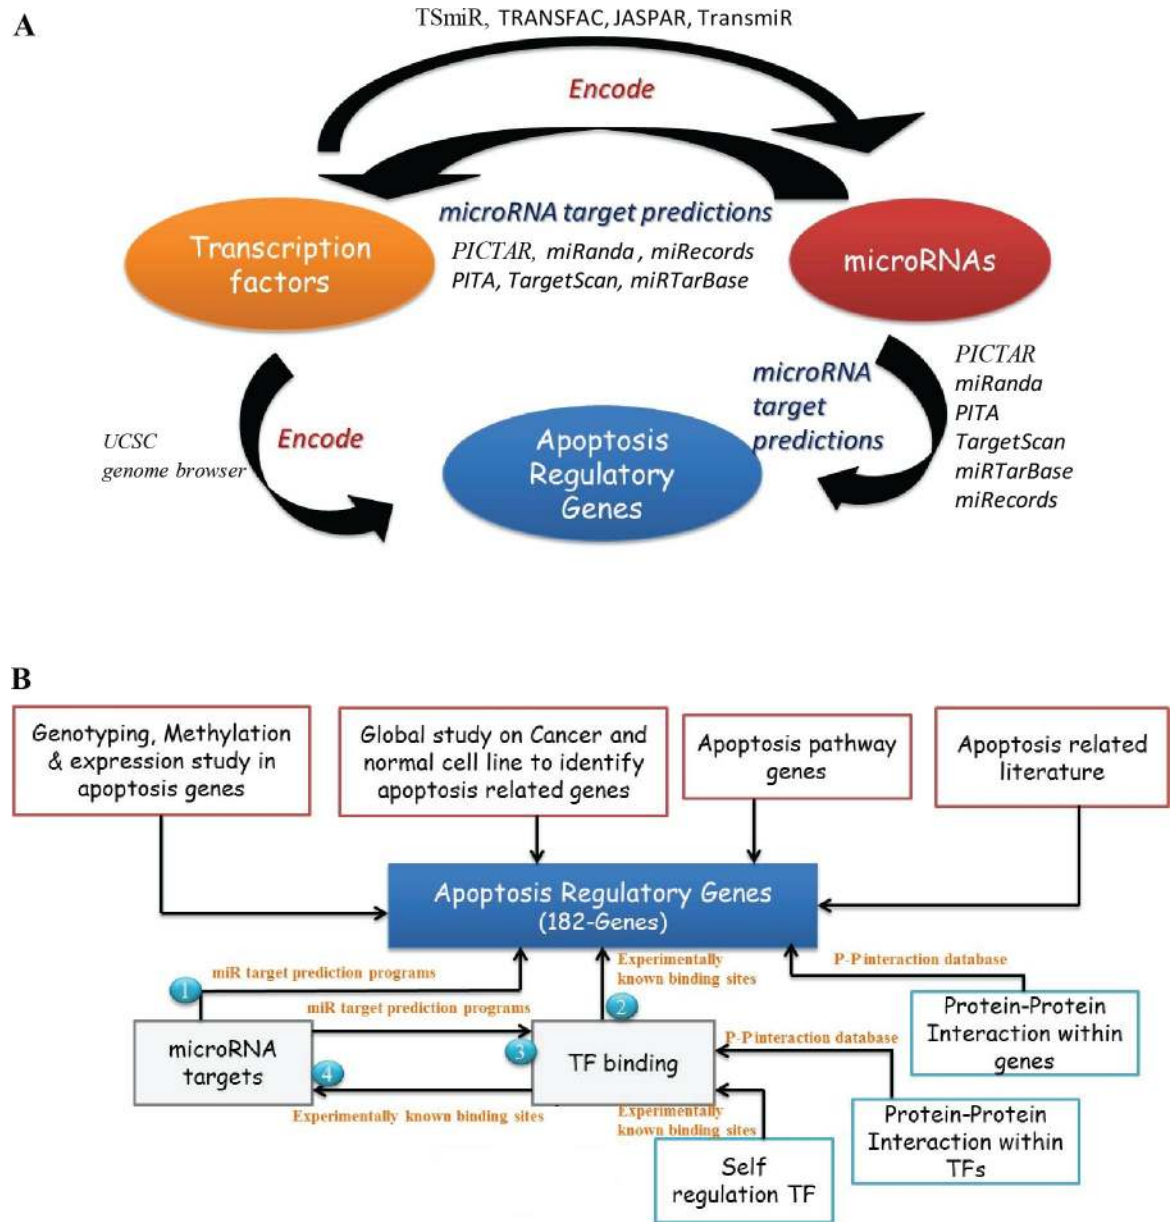 A
TSmiR, TRANSFAC, JASPAR, TransmiR
Encode
Transcription
factors
microRNA target predictions
PICTAR, miRanda , miRecords
PITA, TargetScan, miRTarBase
microRNAs
UCSC
genome browser
Encode
Apoptosis
Regulatory
Genes
microRNA
target
predictions
PICTAR
miRanda
PITA
TargetScan
miRTarBase
miRecords
B
Genotyping, Methylation
& expression study in
apoptosis genes
Global study on Cancer and
normal cell line to identify
apoptosis related genes
Apoptosis pathway
genes
Apoptosis related
literature
Apoptosis Regulatory Genes
(182-Genes)
1
miR target prediction programs
Experimentally
known binding sites
2
P-P interaction database
miR target prediction programs
microRNA
targets
3
4
TF binding
P-P interaction database
Protein-Protein
Interaction within
genes
Experimentally known binding sites
Experimentally
known binding sites
Self
regulation TF
Protein-Protein
Interaction within
TFs